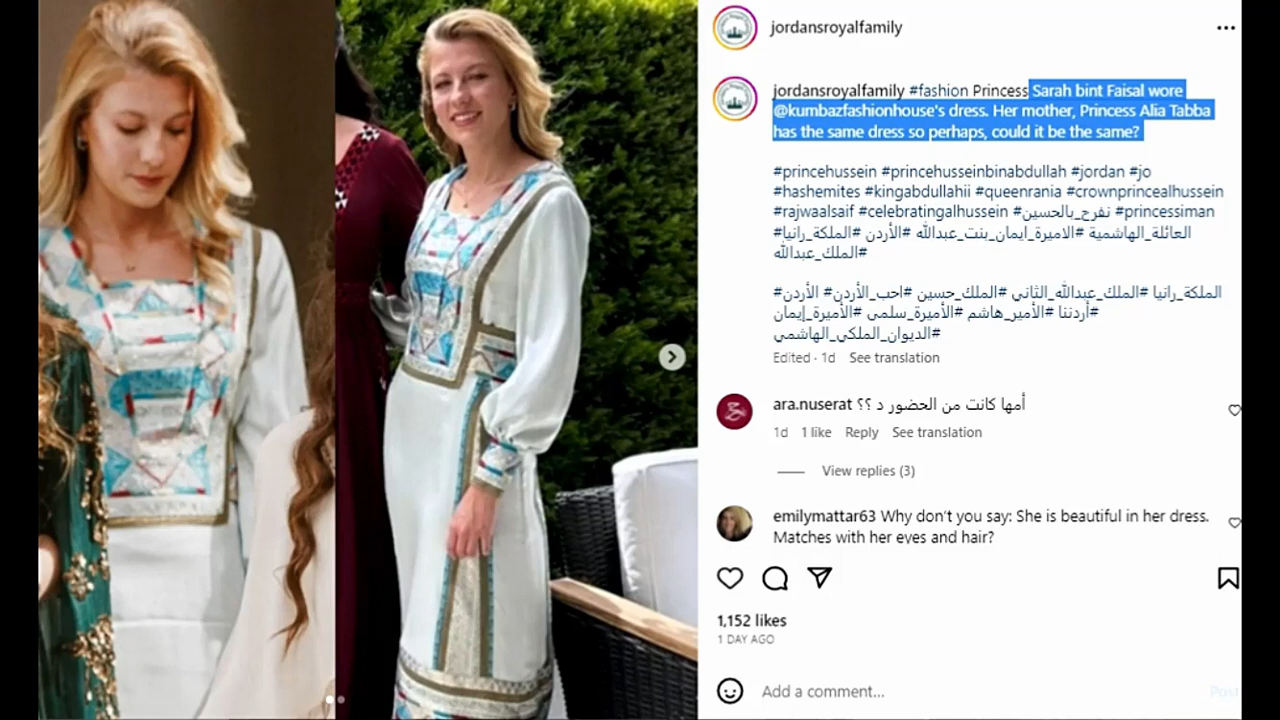 jordansroyalfamily
jordansroyalfamily #fashion Princess Sarah bint Faisal wore
@kumbazfashionhouse's dress. Her mother, Princess Alia Tabba
has the same dress so perhaps, could it be the same?
#princehussein #princehusseinbinabdullah #jordan #jo
#hashemites #kingabdullahii #queenrania #crownprincealhussein
#rajwaalsaif #celebratingalhussein #نفرح_بالحسين #princessiman
#العائلة_الهاشمية #الاميرة_ايمان_بنت_عبدالله #الأردن #الملكة_رانيا
#الملك_عبدالله
#الملكة_رانيا #الملك_عبدالله_الثاني #الملك_حسين #احب_الأردن #الأردن
#أردننا #الأمير_هاشم #الأميرة_سلمى #الأميرة_إيمان
#الديوان_الملكي_الهاشمي
Edited · 1d See translation
ara.nuserat أمها كانت من الحضور د ؟؟
1d 1 like Reply See translation
View replies (3)
emilymattar63 Why don't you say: She is beautiful in her dress.
Matches with her eyes and hair?
1,152 likes
1 DAY AGO
Add a comment...
Post